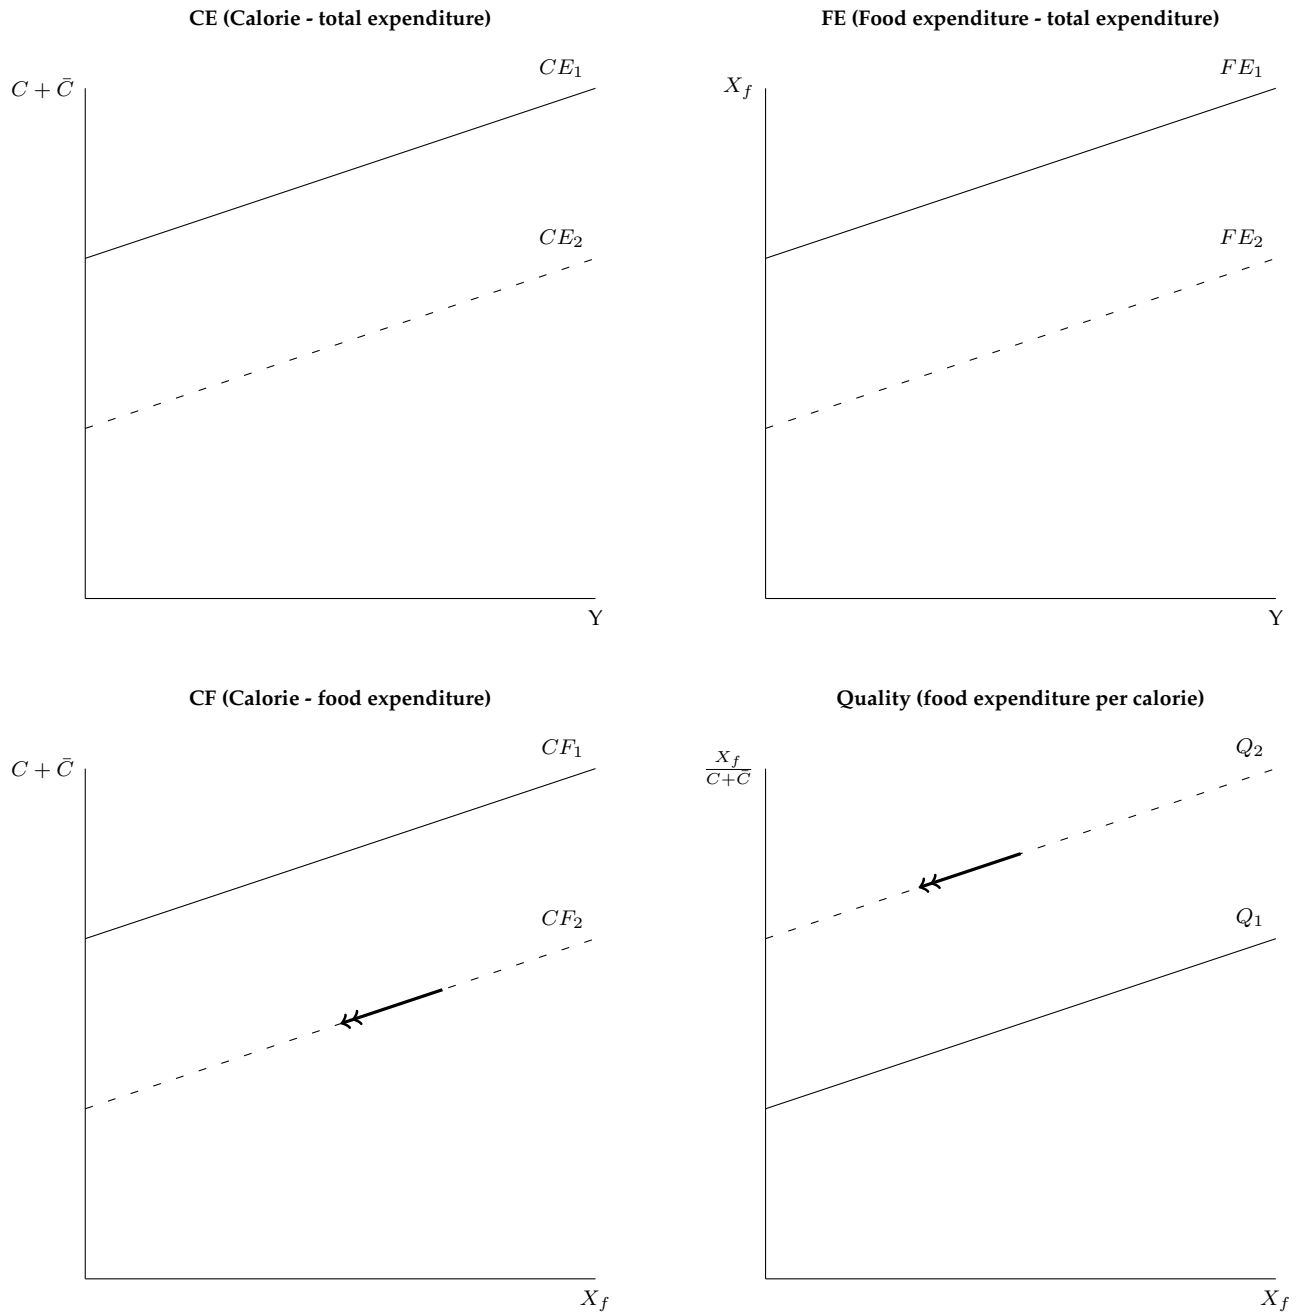 CE (Calorie - total expenditure)
C + C̄
CE₁
CE₂
Y
FE (Food expenditure - total expenditure)
X_f
FE₁
FE₂
Y
CF (Calorie - food expenditure)
C + C̄
CF₁
CF₂
X_f
Quality (food expenditure per calorie)
X_f
C+C̄
Q₂
Q₁
X_f